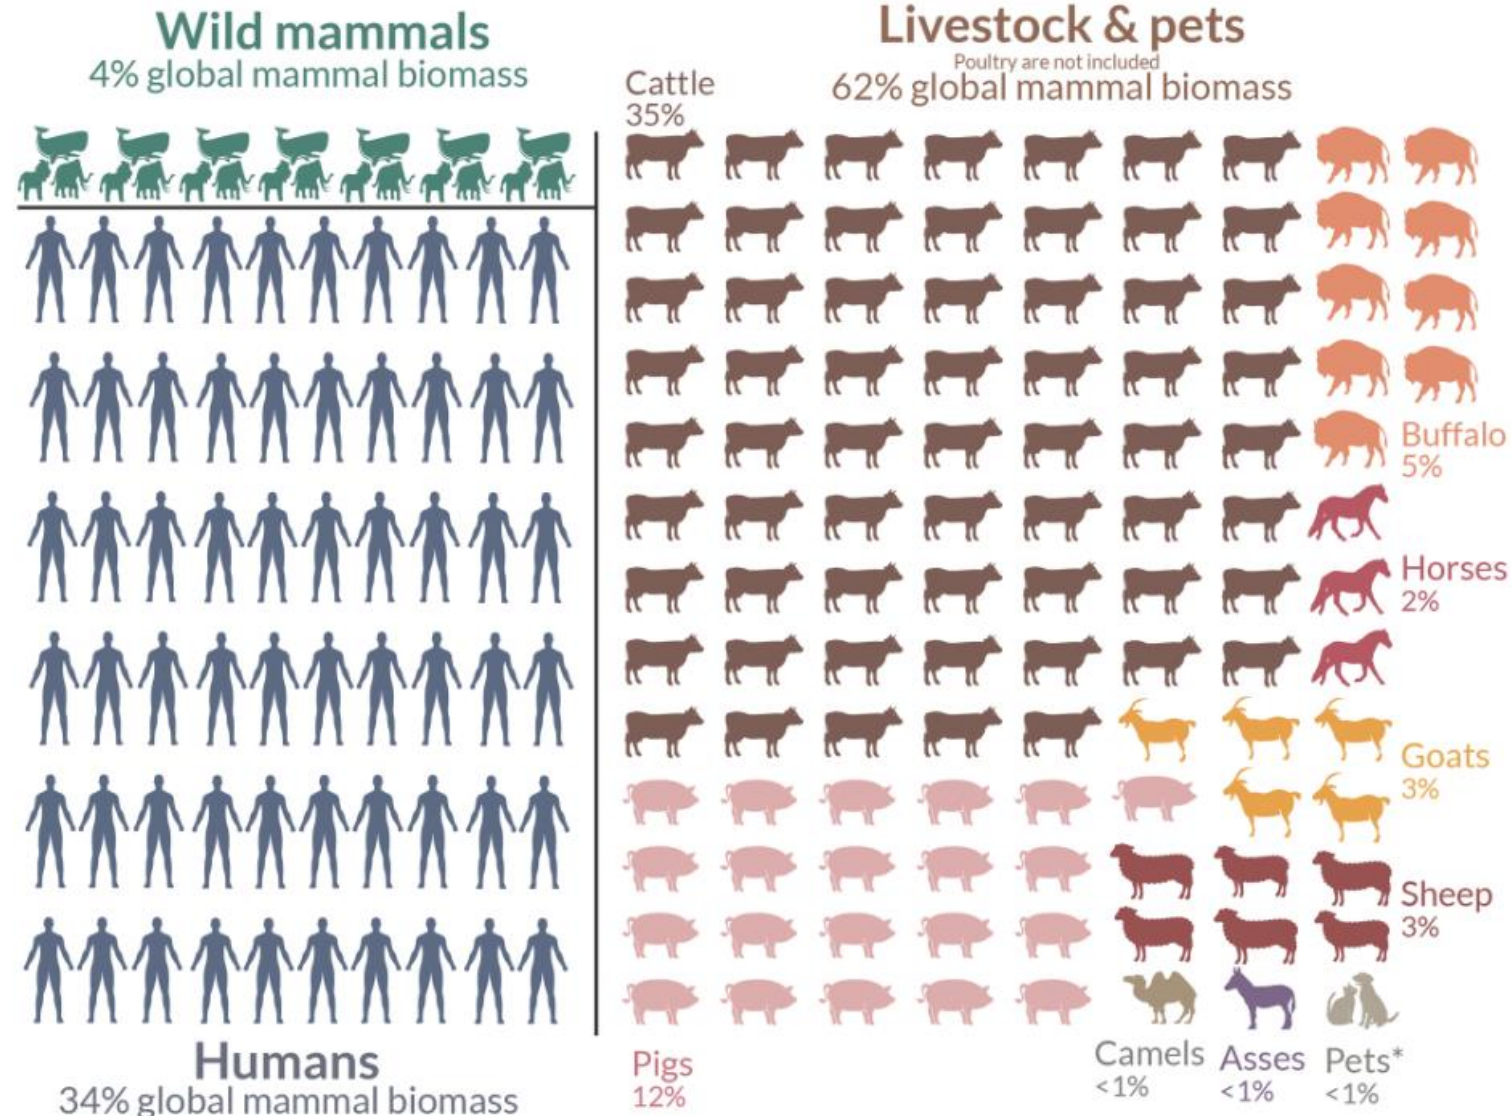 Wild mammals
4% global mammal biomass
Livestock & pets
Poultry are not included
62% global mammal biomass
Cattle
35%
Buffalo
5%
Horses
2%
Goats
3%
Sheep
3%
Humans
34% global mammal biomass
Pigs
12%
Camels
<1%
Asses
<1%
Pets*
<1%